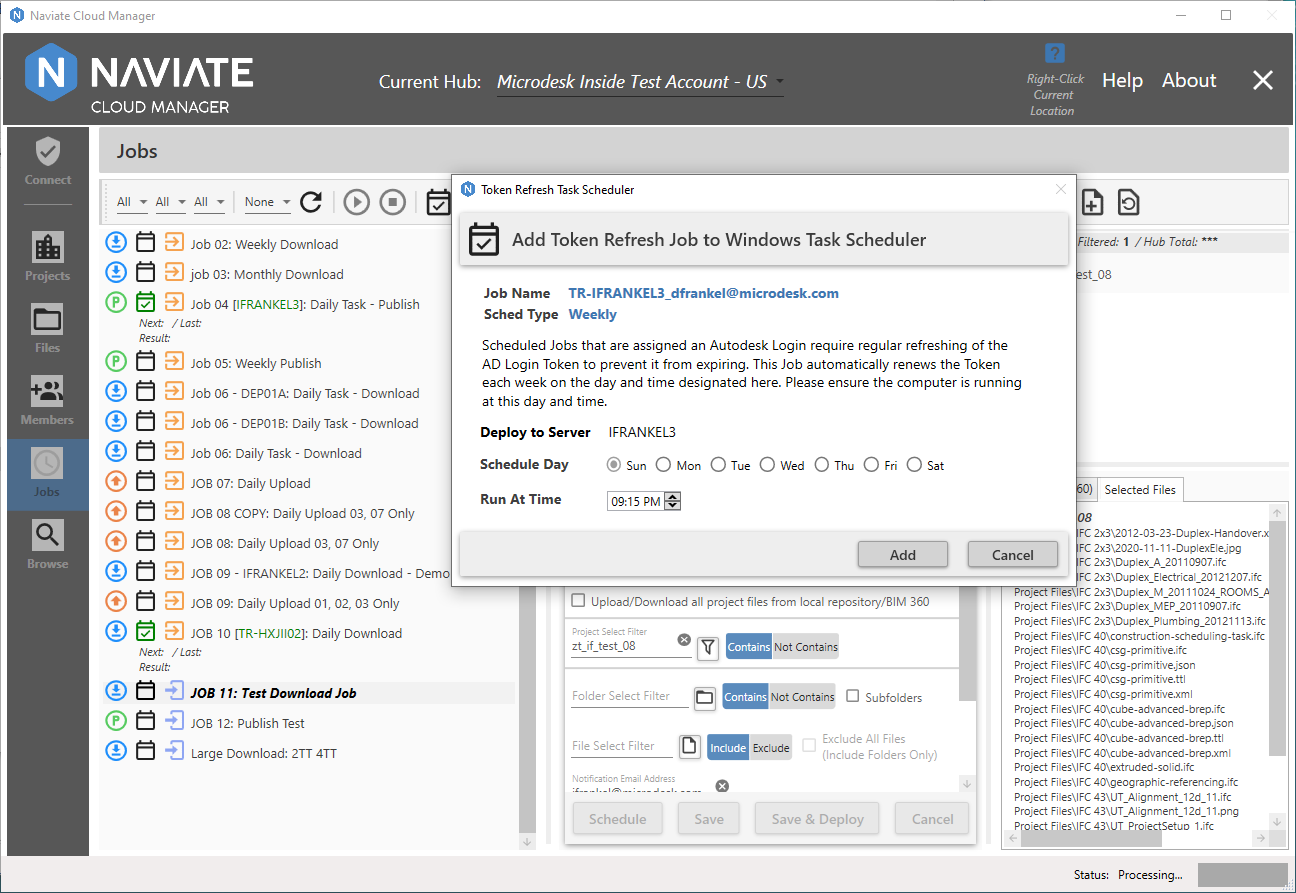 Naviate Cloud Manager
NAVIATE
CLOUD MANAGER
Current Hub: Microdesk Inside Test Account - US
Right-Click
Current
Location
Help
About
Connect
Projects
Files
Members
Jobs
Browse
Jobs
All All All None
Job 02: Weekly Download
job 03: Monthly Download
Job 04 [IFRANKEL3]: Daily Task - Publish
Next: / Last:
Result:
Job 05: Weekly Publish
Job 06 - DEP01A: Daily Task - Download
Job 06 - DEP01B: Daily Task - Download
Job 06: Daily Task - Download
JOB 07: Daily Upload
JOB 08 COPY: Daily Upload 03, 07 Only
JOB 08: Daily Upload 03, 07 Only
JOB 09 - IFRANKEL2: Daily Download - Demo
JOB 09: Daily Upload 01, 02, 03 Only
JOB 10 [TR-HXJII02]: Daily Download
Next: / Last:
Result:
JOB 11: Test Download Job
JOB 12: Publish Test
Large Download: 2TT 4TT
Token Refresh Task Scheduler
Add Token Refresh Job to Windows Task Scheduler
Job Name TR-IFRANKEL3_dfrankel@microdesk.com
Sched Type Weekly
Scheduled Jobs that are assigned an Autodesk Login require regular refreshing of the
AD Login Token to prevent it from expiring. This Job automatically renews the Token
each week on the day and time designated here. Please ensure the computer is running
at this day and time.
Deploy to Server IFRANKEL3
Schedule Day Sun Mon Tue Wed Thu Fri Sat
Run At Time 09:15 PM
Add Cancel
Upload/Download all project files from local repository/BIM 360
Project Select Filter
zt_if_test_08
Contains Not Contains
Folder Select Filter Contains Not Contains Subfolders
File Select Filter Include Exclude Exclude All Files
(Include Folders Only)
Notification Email Address
ifrankel@microdesk.com
Schedule Save Save & Deploy Cancel
Filtered: 1 / Hub Total: ***
est_08
60) Selected Files
08
IFC 2x3\2012-03-23-Duplex-Handover.x
IFC 2x3\2020-11-11-DuplexEle.jpg
IFC 2x3\Duplex_A_20110907.ifc
IFC 2x3\Duplex_Electrical_20121207.ifc
Project Files\IFC 2x3\Duplex_M_20111024_ROOMS_A
Project Files\IFC 2x3\Duplex_MEP_20110907.ifc
Project Files\IFC 2x3\Duplex_Plumbing_20121113.ifc
Project Files\IFC 40\construction-scheduling-task.ifc
Project Files\IFC 40\csg-primitive.ifc
Project Files\IFC 40\csg-primitive.json
Project Files\IFC 40\csg-primitive.ttl
Project Files\IFC 40\csg-primitive.xml
Project Files\IFC 40\cube-advanced-brep.ifc
Project Files\IFC 40\cube-advanced-brep.json
Project Files\IFC 40\cube-advanced-brep.ttl
Project Files\IFC 40\cube-advanced-brep.xml
Project Files\IFC 40\extruded-solid.ifc
Project Files\IFC 40\geographic-referencing.ifc
Project Files\IFC 43\UT_Alignment_12d_11.ifc
Project Files\IFC 43\UT_Alignment_12d_11.png
Project Files\IFC 43\UT_ProjectSetup_1.ifc
Status: Processing...